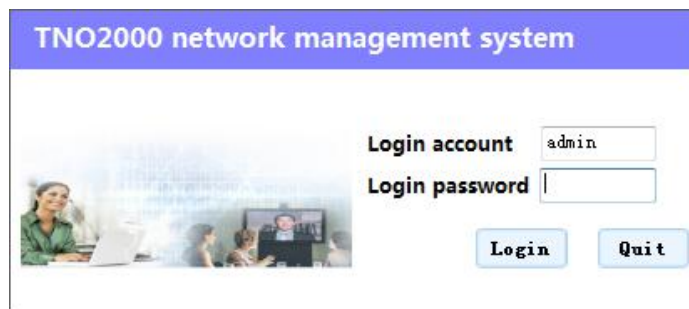 TNO2000 network management system
Login account admin
Login password
Login Quit